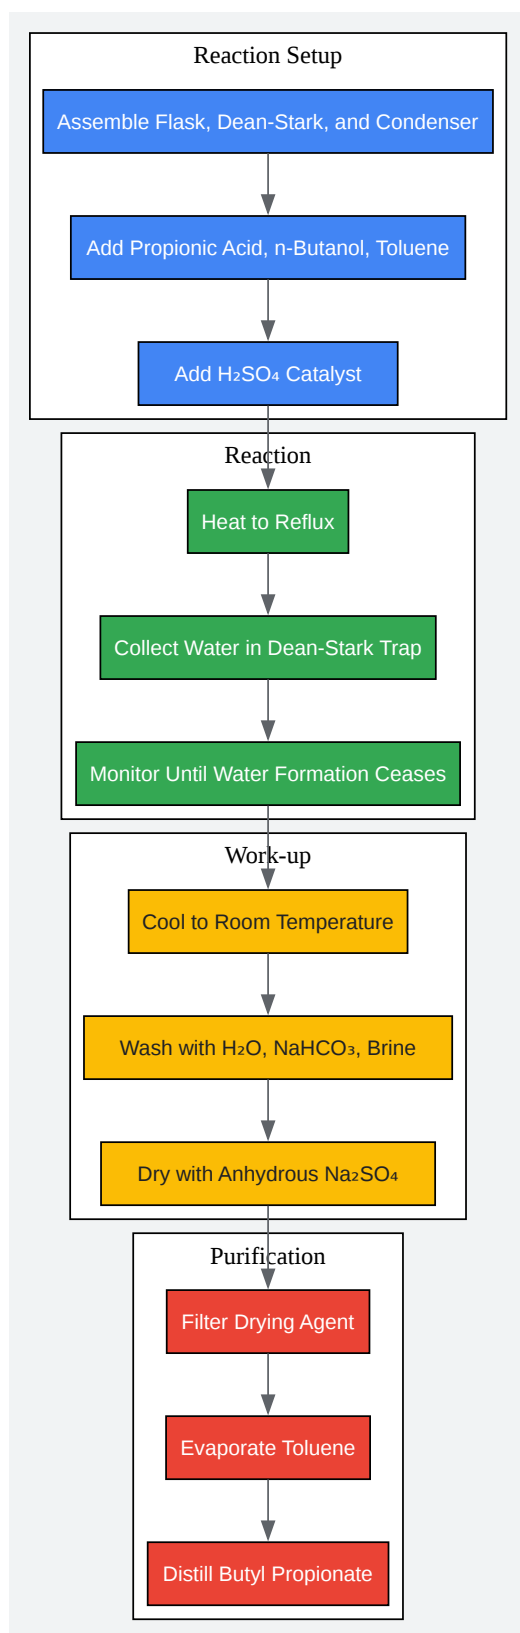 Reaction Setup
Assemble Flask, Dean-Stark, and Condenser
Add Propionic Acid, n-Butanol, Toluene
Add H₂SO₄ Catalyst
Reaction
Heat to Reflux
Collect Water in Dean-Stark Trap
Monitor Until Water Formation Ceases
Work-up
Cool to Room Temperature
Wash with H₂O, NaHCO₃, Brine
Dry with Anhydrous Na₂SO₄
Purification
Filter Drying Agent
Evaporate Toluene
Distill Butyl Propionate